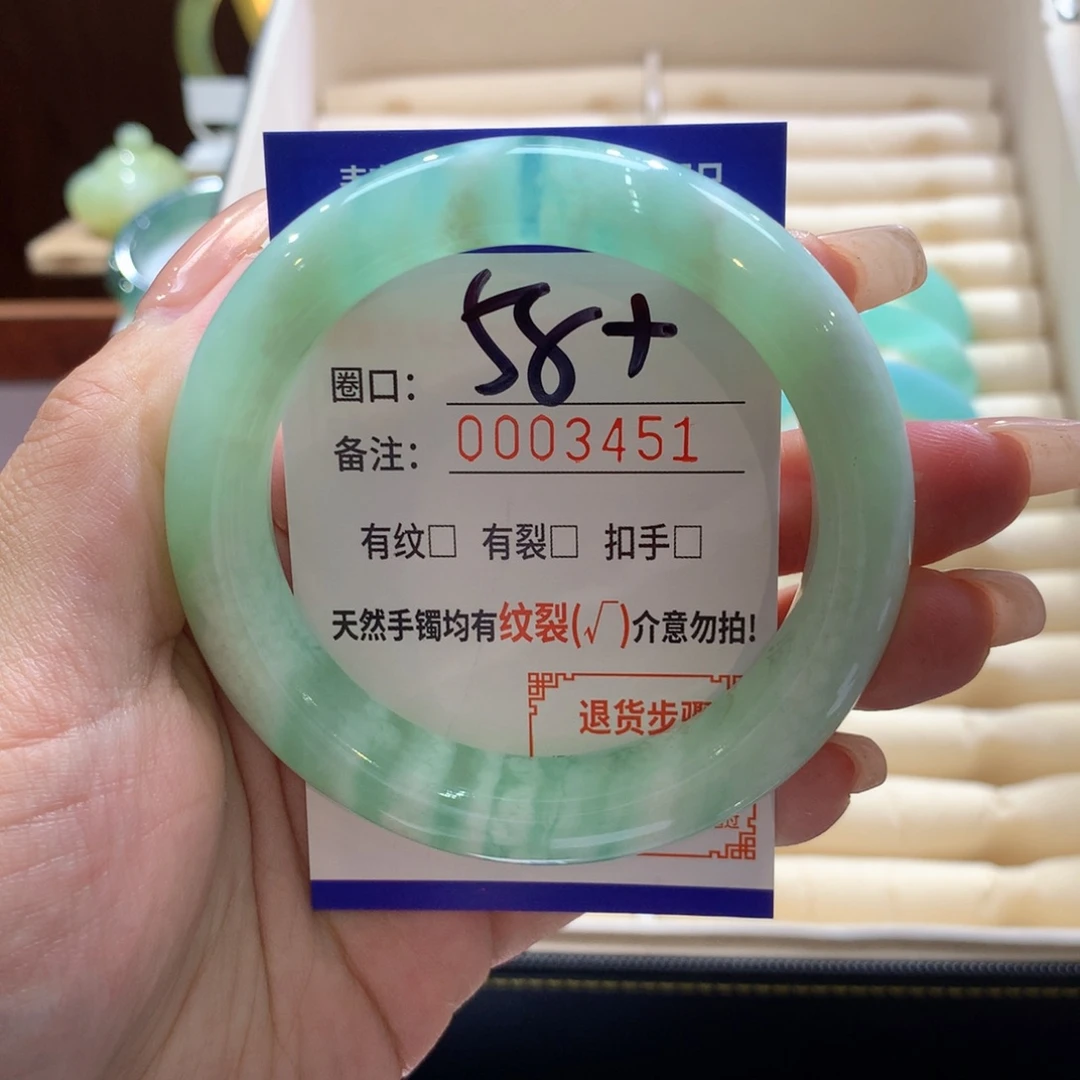 圈口： 58+
备注： 0003451
有纹□ 有裂□ 扣手□
天然手镯均有纹裂(√)介意勿拍!
退货步骤